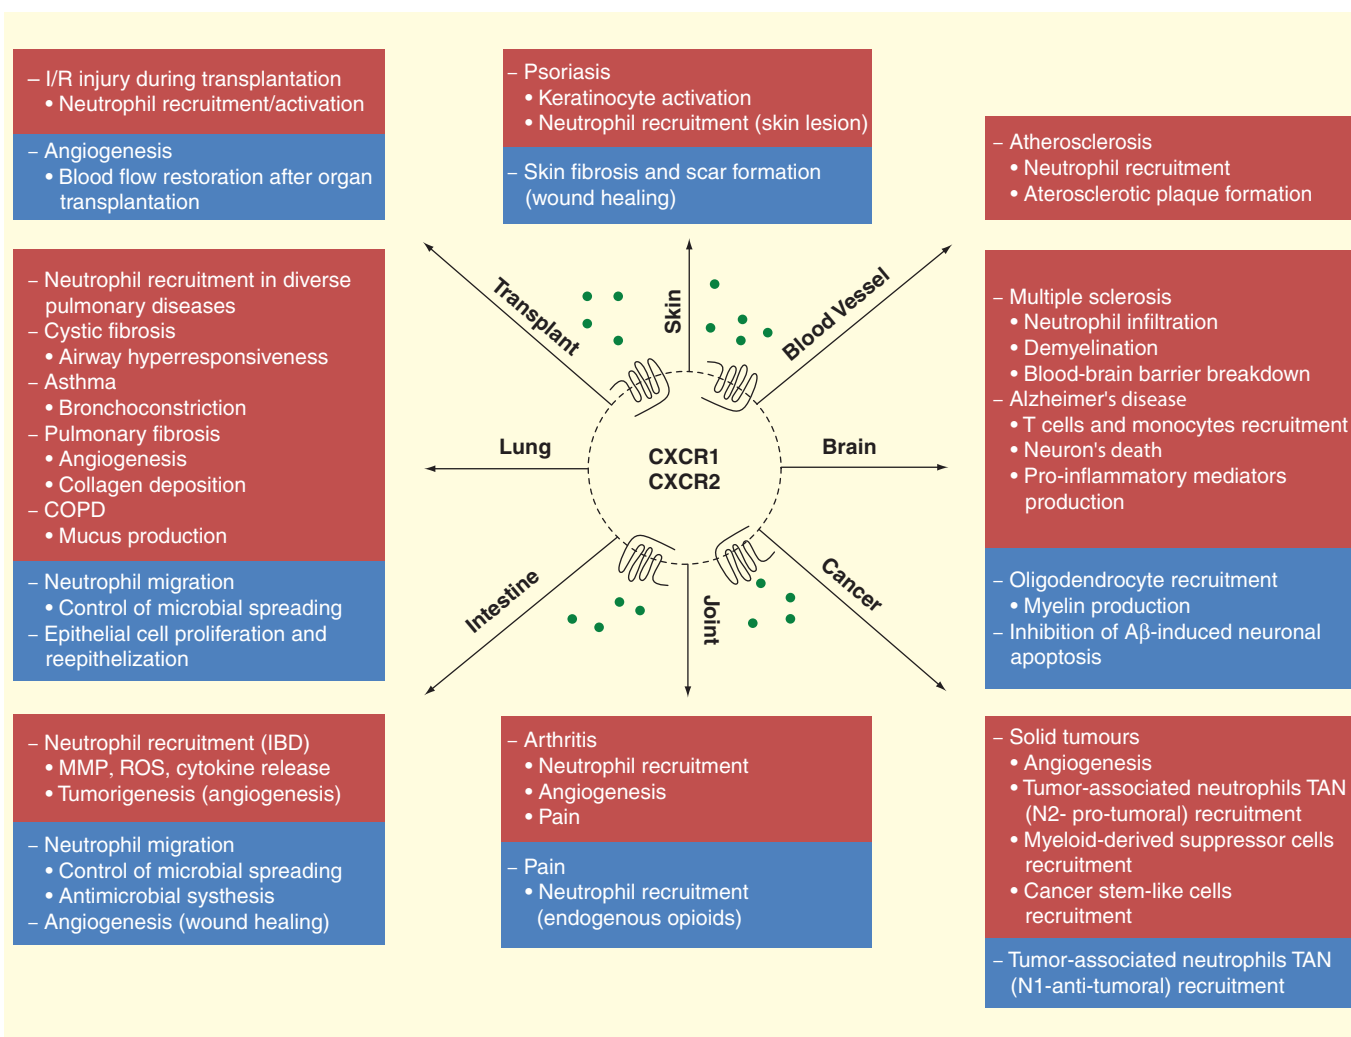 – I/R injury during transplantation
• Neutrophil recruitment/activation
– Angiogenesis
• Blood flow restoration after organ
transplantation
– Psoriasis
• Keratinocyte activation
• Neutrophil recruitment (skin lesion)
– Skin fibrosis and scar formation
(wound healing)
– Atherosclerosis
• Neutrophil recruitment
• Aterosclerotic plaque formation
– Neutrophil recruitment in diverse
pulmonary diseases
– Cystic fibrosis
• Airway hyperresponsiveness
– Asthma
• Bronchoconstriction
– Pulmonary fibrosis
• Angiogenesis
• Collagen deposition
– COPD
• Mucus production
– Neutrophil migration
• Control of microbial spreading
– Epithelial cell proliferation and
reepithelization
Transplant
Skin
Blood Vessel
Lung
CXCR1
CXCR2
Brain
Intestine
Joint
Cancer
– Multiple sclerosis
• Neutrophil infiltration
• Demyelination
• Blood-brain barrier breakdown
– Alzheimer's disease
• T cells and monocytes recruitment
• Neuron's death
• Pro-inflammatory mediators
production
– Oligodendrocyte recruitment
• Myelin production
– Inhibition of Aβ-induced neuronal
apoptosis
– Neutrophil recruitment (IBD)
• MMP, ROS, cytokine release
• Tumorigenesis (angiogenesis)
– Neutrophil migration
• Control of microbial spreading
• Antimicrobial systhesis
– Angiogenesis (wound healing)
– Arthritis
• Neutrophil recruitment
• Angiogenesis
• Pain
– Pain
• Neutrophil recruitment
(endogenous opioids)
– Solid tumours
• Angiogenesis
• Tumor-associated neutrophils TAN
(N2- pro-tumoral) recruitment
• Myeloid-derived suppressor cells
recruitment
• Cancer stem-like cells
recruitment
– Tumor-associated neutrophils TAN
(N1-anti-tumoral) recruitment